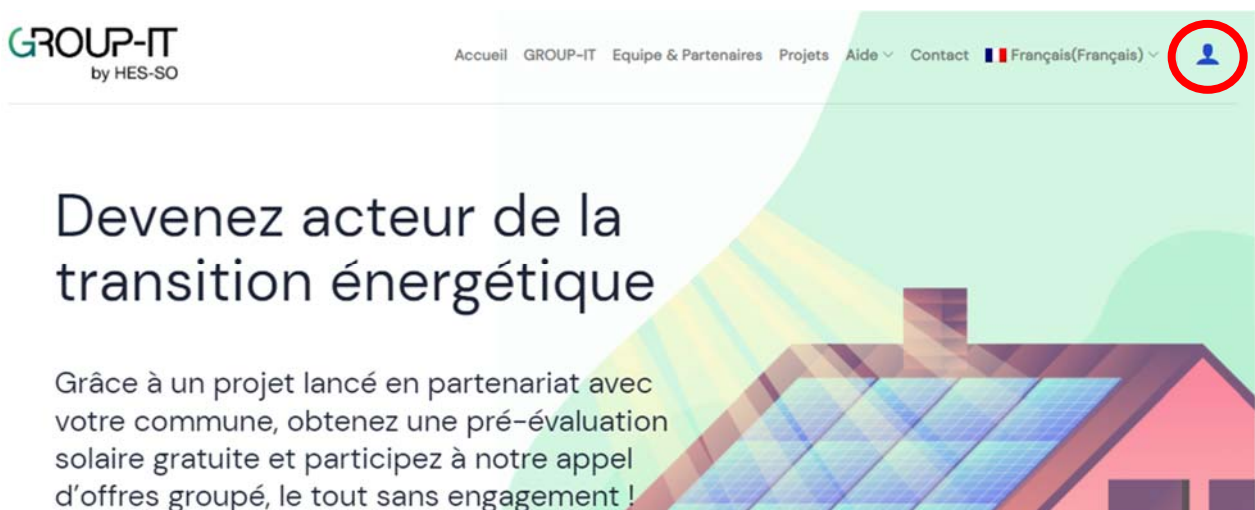 GROUP-IT
by HES-SO
Accueil GROUP-IT Equipe & Partenaires Projets Aide Contact Français(Français)
Devenez acteur de la
transition énergétique
Grâce à un projet lancé en partenariat avec
votre commune, obtenez une pré-évaluation
solaire gratuite et participez à notre appel
d'offres groupé, le tout sans engagement !